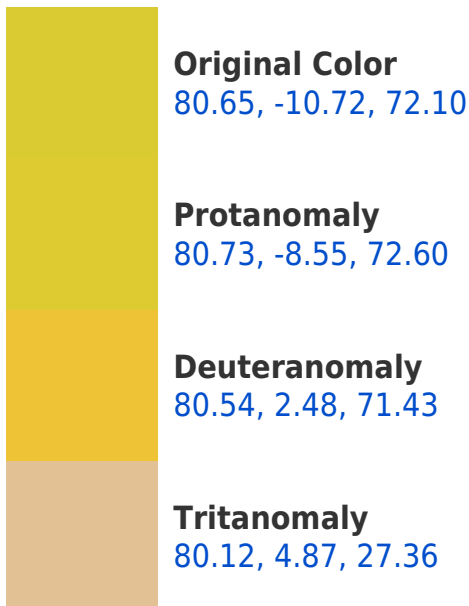 Original Color
80.65, -10.72, 72.10
Protanomaly
80.73, -8.55, 72.60
Deuteranomaly
80.54, 2.48, 71.43
Tritanomaly
80.12, 4.87, 27.36